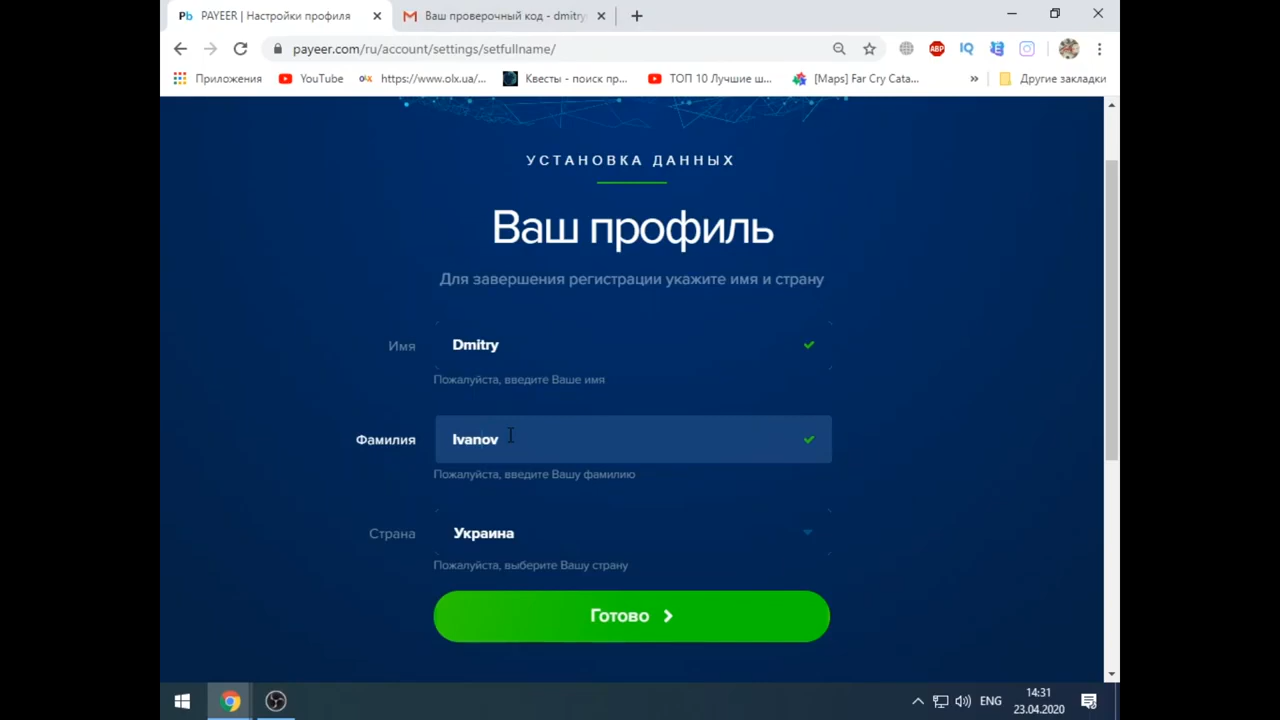 PAYEER | Настройки профиля
Ваш проверочный код - dmitry
payeer.com/ru/account/settings/setfullname/
ABP
IQ
Приложения
YouTube
https://www.olx.ua/...
Квесты - поиск пр...
ТОП 10 Лучшие ш...
[Maps] Far Cry Cata...
»
Другие закладки
УСТАНОВКА ДАННЫХ
Ваш профиль
Для завершения регистрации укажите имя и страну
Имя
Dmitry
Пожалуйста, введите Ваше имя
Фамилия
Ivanov
Пожалуйста, введите Вашу фамилию
Страна
Украина
Пожалуйста, выберите Вашу страну
Готово
ENG
14:31
23.04.2020